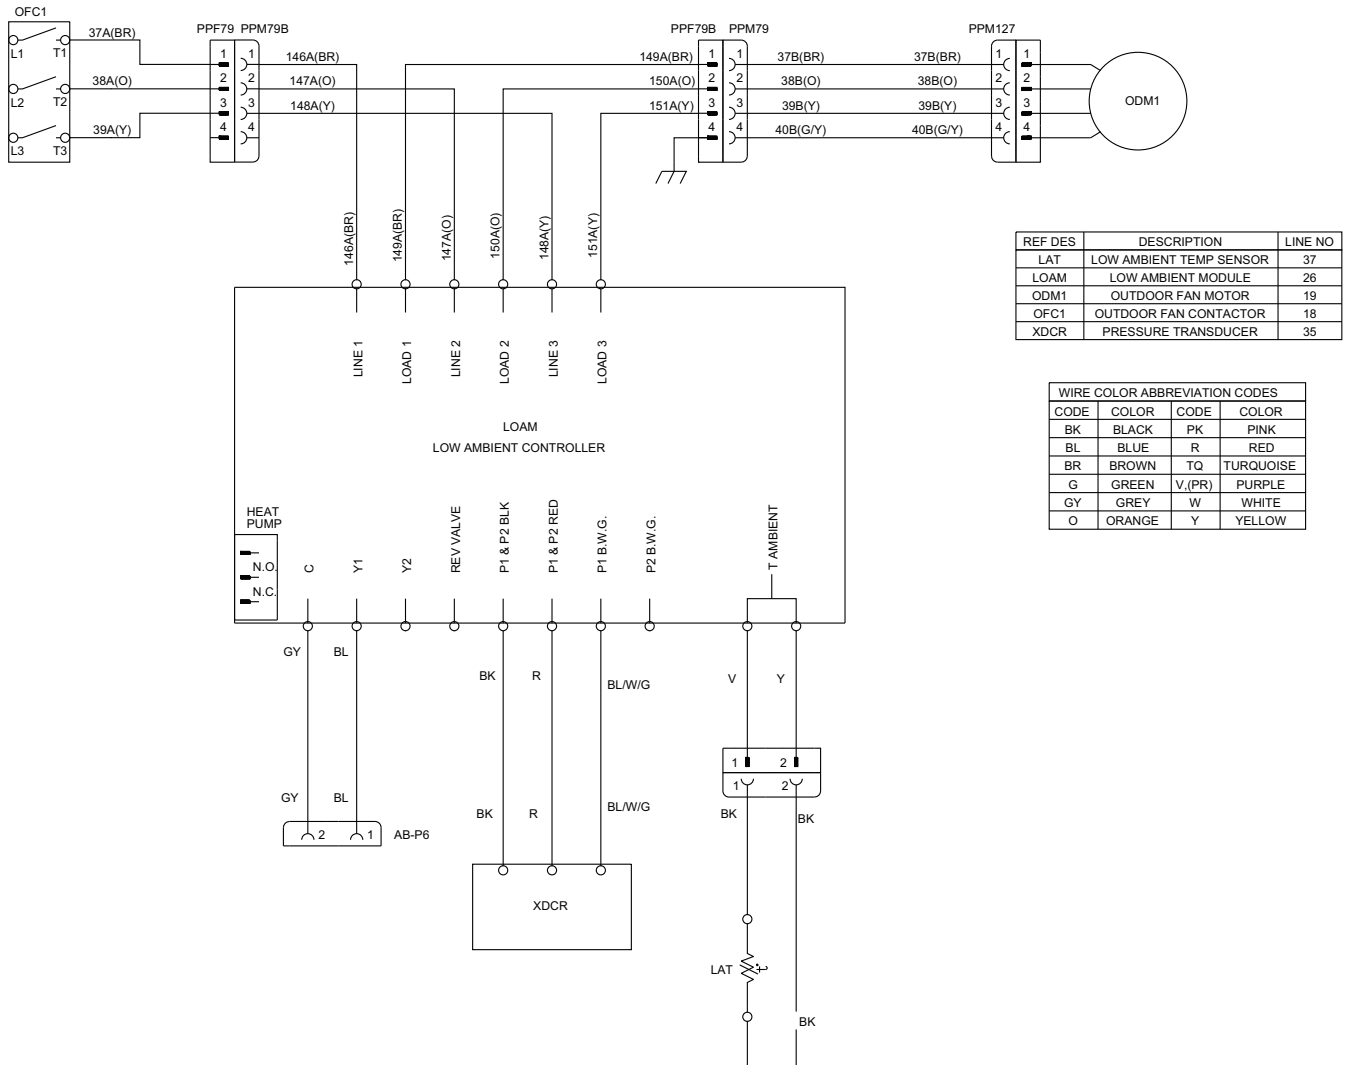 OFC1
37A(BR)
L1 T1
38A(O)
L2 T2
39A(Y)
L3 T3
PPF79 PPM79B
1 1
2 2
3 3
4 4
146A(BR)
147A(O)
148A(Y)
PPF79B PPM79
149A(BR)
150A(O)
151A(Y)
1 1
2 2
3 3
4 4
37B(BR) 37B(BR)
38B(O) 38B(O)
39B(Y) 39B(Y)
40B(G/Y) 40B(G/Y)
PPM127
1 1
2 2
3 3
4 4
ODM1
146A(BR)
149A(BR)
147A(O)
150A(O)
148A(Y)
151A(Y)
REF DES DESCRIPTION LINE NO
LAT LOW AMBIENT TEMP SENSOR 37
LOAM LOW AMBIENT MODULE 26
ODM1 OUTDOOR FAN MOTOR 19
OFC1 OUTDOOR FAN CONTACTOR 18
XDCR PRESSURE TRANSDUCER 35
LINE 1
LOAD 1
LINE 2
LOAD 2
LINE 3
LOAD 3
LOAM
LOW AMBIENT CONTROLLER
WIRE COLOR ABBREVIATION CODES
CODE COLOR CODE COLOR
BK BLACK PK PINK
BL BLUE R RED
BR BROWN TQ TURQUOISE
G GREEN V,(PR) PURPLE
GY GREY W WHITE
O ORANGE Y YELLOW
HEAT
PUMP
N.O.
N.C.
C
Y1
Y2
REV VALVE
P1 & P2 BLK
P1 & P2 RED
P1 B.W.G.
P2 B.W.G.
T AMBIENT
GY BL
BK R BL/W/G
V Y
1 2
1 2
GY BL
BK R BL/W/G
BK BK
2 1 AB-P6
XDCR
LAT t
BK